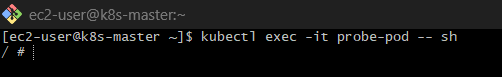 ec2-user@k8s-master:~
[ec2-user@k8s-master ~]$ kubectl exec -it probe-pod -- sh
/ #